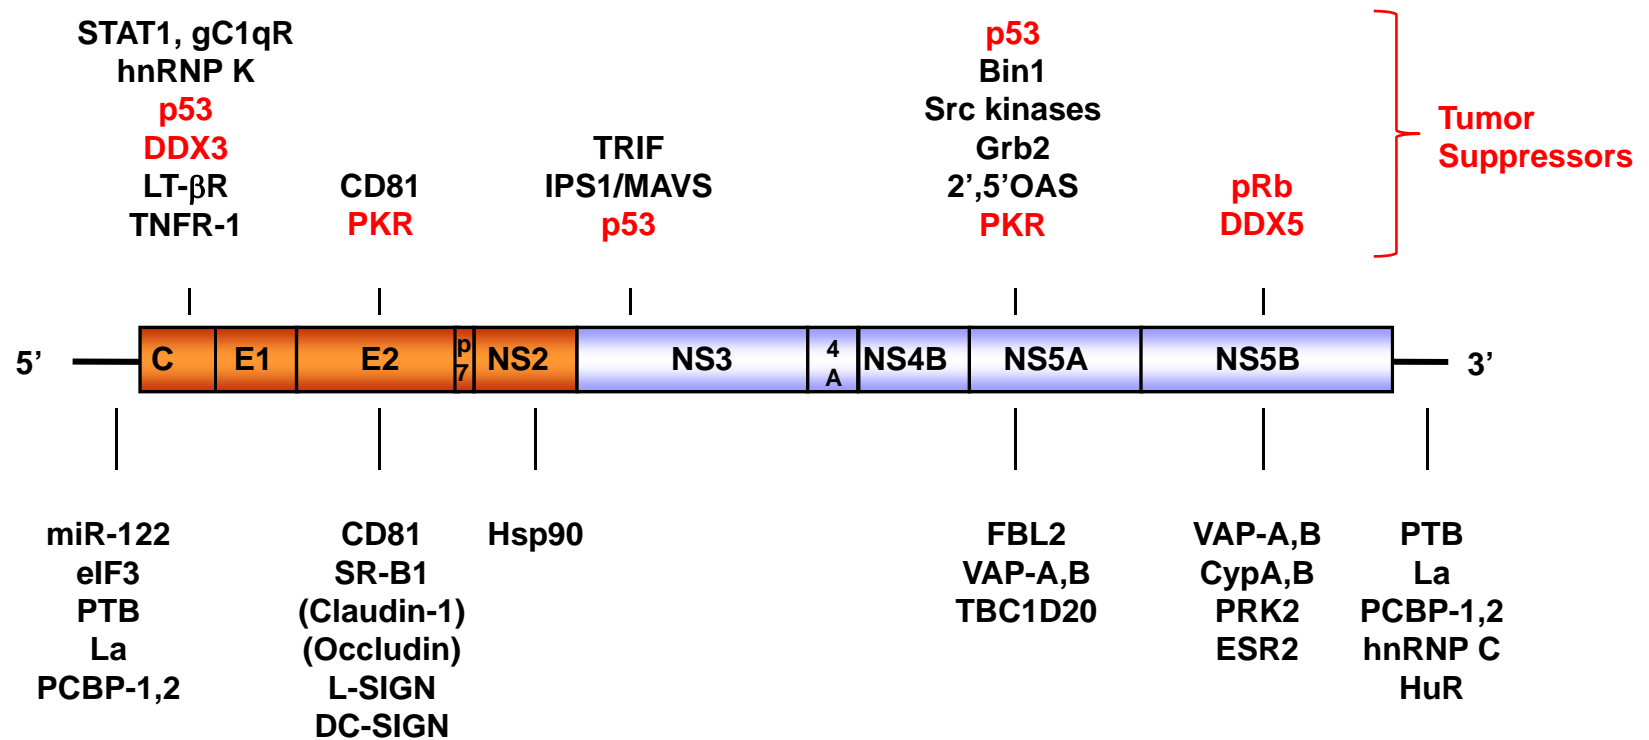 STAT1, gC1qR
hnRNP K
p53
DDX3
LT-βR
TNFR-1
CD81
PKR
TRIF
IPS1/MAVS
p53
p53
Bin1
Src kinases
Grb2
2’,5’OAS
PKR
pRb
DDX5
Tumor
Suppressors
5’
C
E1
E2
p
7
NS2
NS3
4
A
NS4B
NS5A
NS5B
3’
miR-122
eIF3
PTB
La
PCBP-1,2
CD81
SR-B1
(Claudin-1)
(Occludin)
L-SIGN
DC-SIGN
Hsp90
FBL2
VAP-A,B
TBC1D20
VAP-A,B
CypA,B
PRK2
ESR2
PTB
La
PCBP-1,2
hnRNP C
HuR